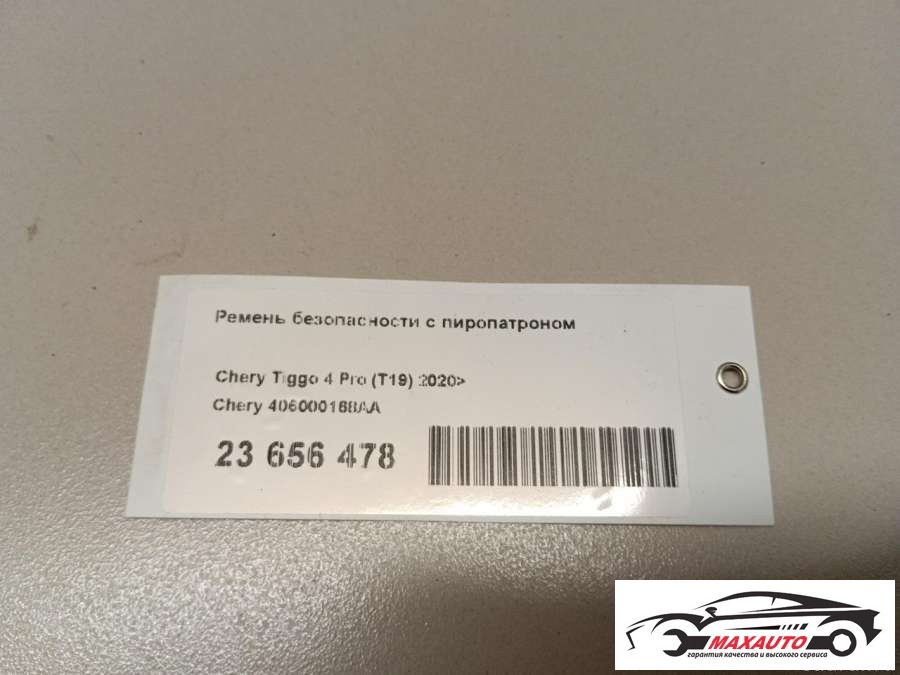 Ремень безопасности с пиропатроном
Chery Tiggo 4 Pro (T19) 2020>
Chery 406000168AA
23 656 478
MAXAUTO
гарантия качества и высокого сервиса